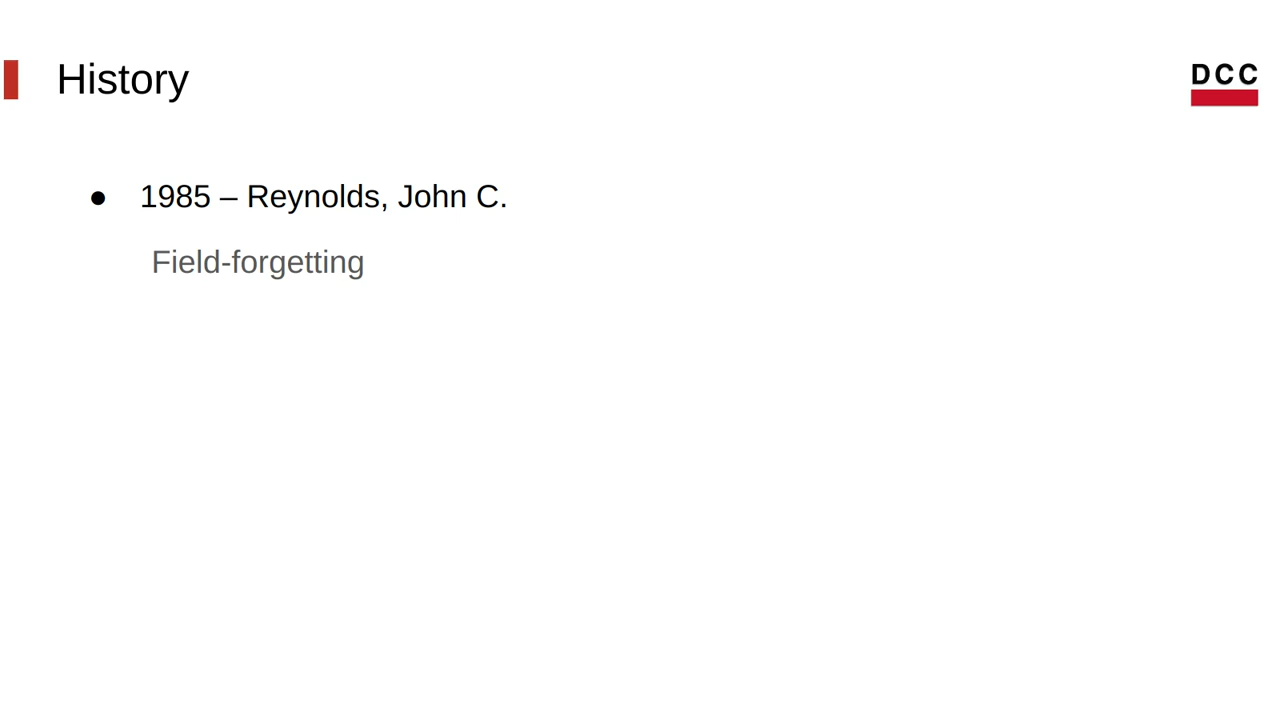 History
DCC
● 1985 – Reynolds, John C.
Field-forgetting